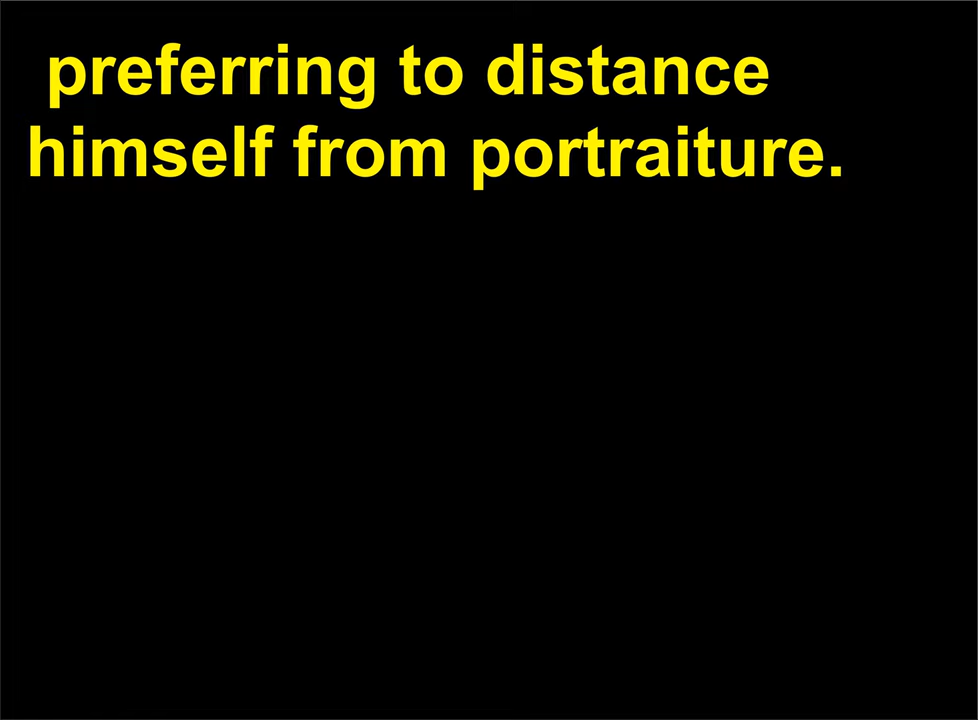 preferring to distance
himself from portraiture.